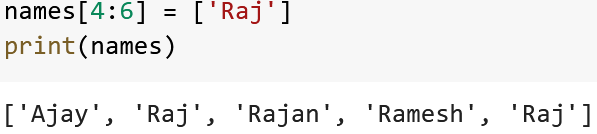 names[4:6] = ['Raj']
print(names)
['Ajay', 'Raj', 'Rajan', 'Ramesh', 'Raj']